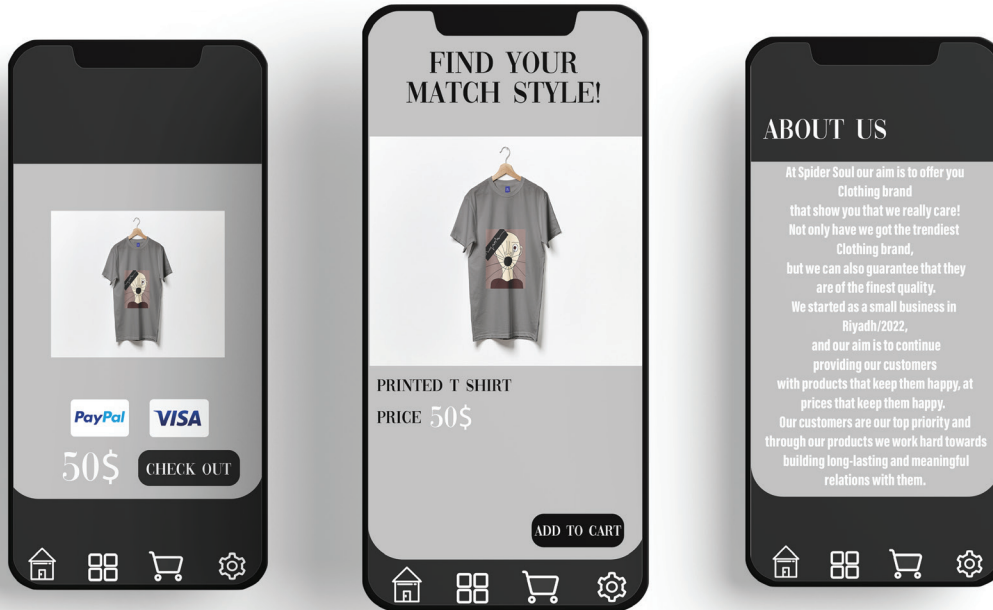 PayPal
VISA
50$
CHECK OUT
FIND YOUR
MATCH STYLE!
PRINTED T SHIRT
PRICE 50$
ADD TO CART
ABOUT US
At Spider Soul our aim is to offer you
Clothing brand
that show you that we really care!
Not only have we got the trendiest
Clothing brand,
but we can also guarantee that they
are of the finest quality.
We started as a small business in
Riyadh/2022,
and our aim is to continue
providing our customers
with products that keep them happy, at
prices that keep them happy.
Our customers are our top priority and
through our products we work hard towards
building long-lasting and meaningful
relations with them.